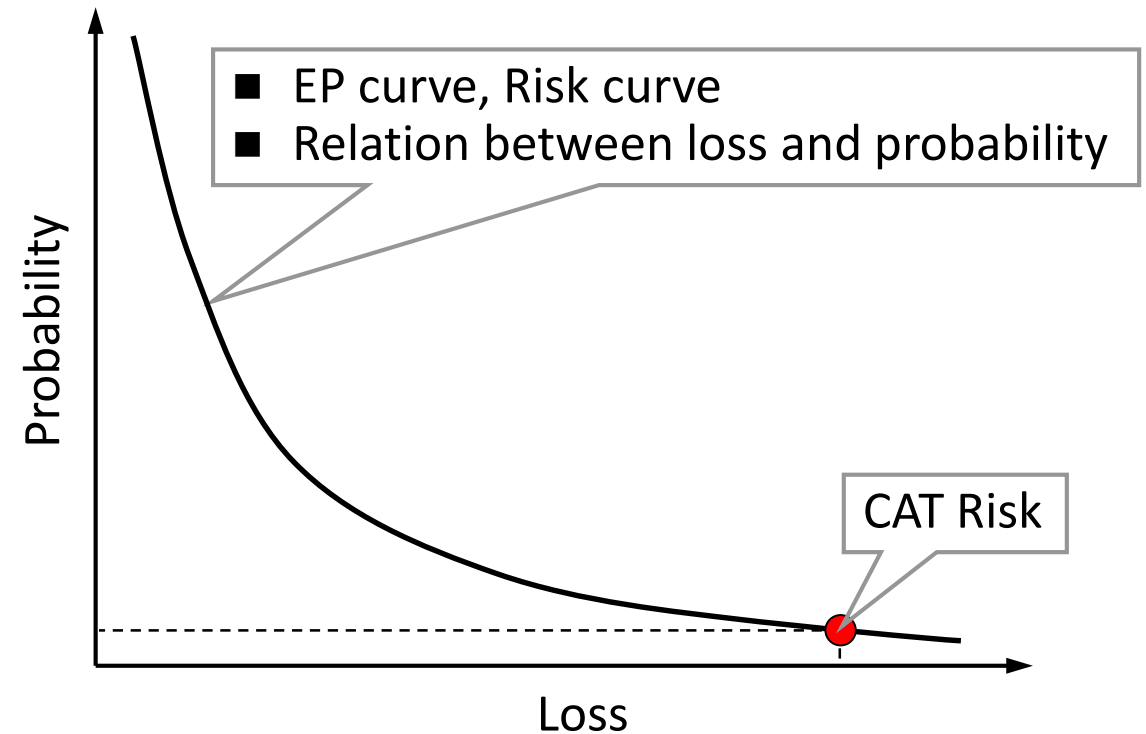 ■ EP curve, Risk curve
■ Relation between loss and probability
Probability
CAT Risk
Loss